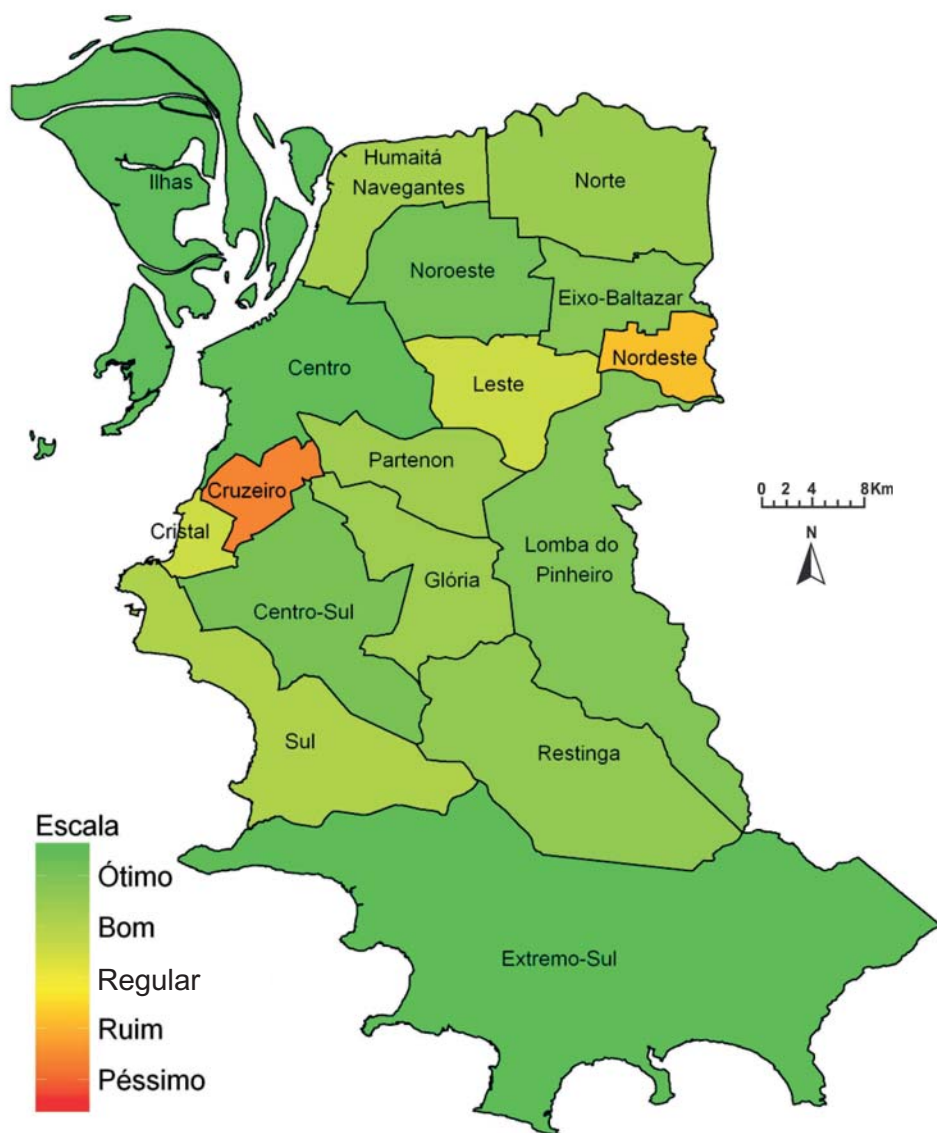 Ilhas
Humaitá
Navegantes
Norte
Noroeste
Eixo-Baltazar
Nordeste
Centro
Leste
Partenon
Cruzeiro
Cristal
0 2 4 8Km
N
Lomba do
Pinheiro
Glória
Centro-Sul
Sul
Restinga
Extremo-Sul
Escala
Ótimo
Bom
Regular
Ruim
Péssimo